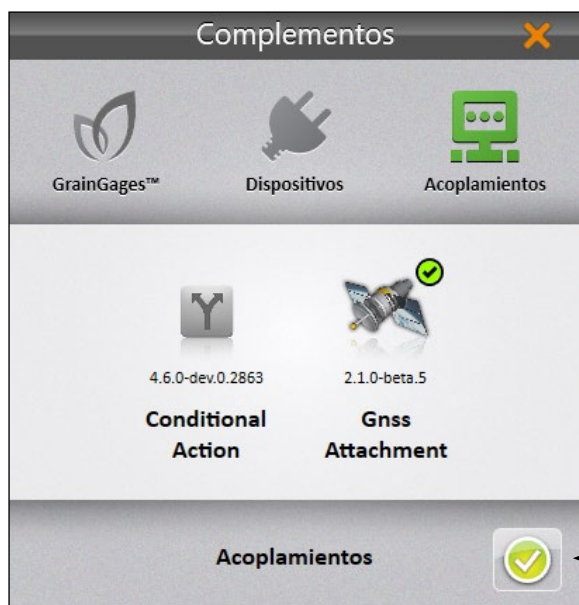 Complementos
GrainGages™
Dispositivos
Acoplamientos
4.6.0-dev.0.2863
2.1.0-beta.5
Conditional
Action
Gnss
Attachment
Acoplamientos